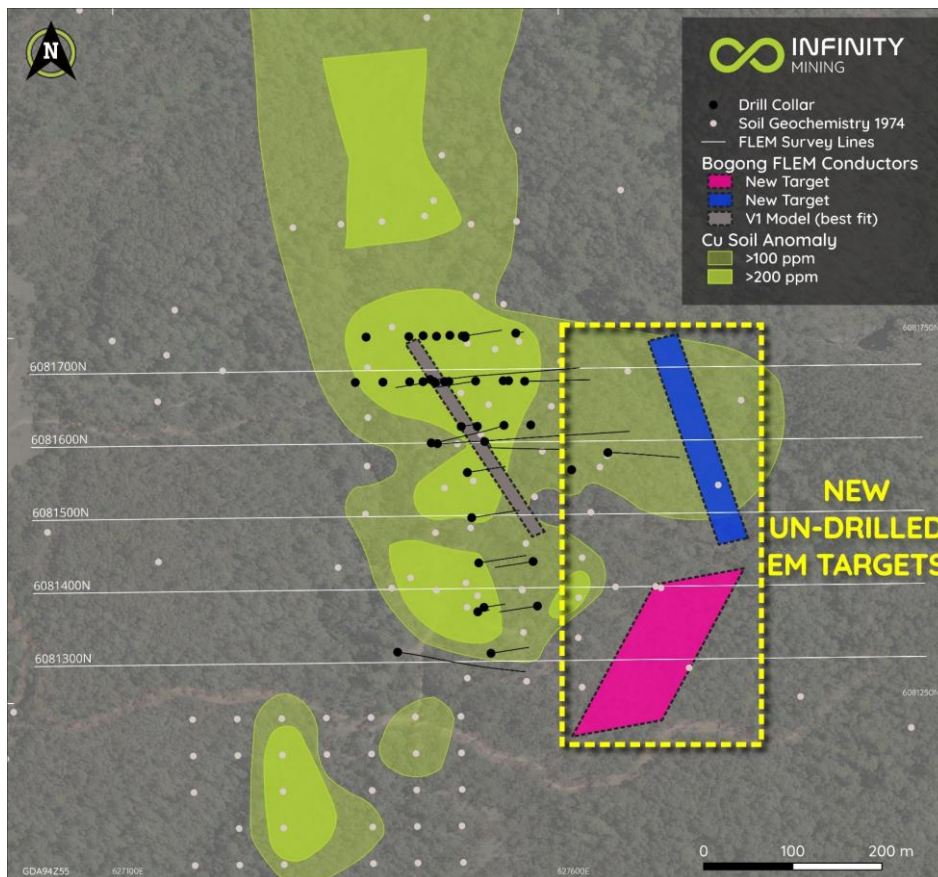 N
INFINITY
MINING
Drill Collar
Soil Geochemistry 1974
FLEM Survey Lines
Bogong FLEM Conductors
New Target
New Target
V1 Model (best fit)
Cu Soil Anomaly
>100 ppm
>200 ppm
6081750N
6081700N
6081600N
6081500N
NEW
UN-DRILLED
EM TARGETS
6081400N
6081300N
6081250N
0 100 200 m
GDA94Z55
627100E
627600E